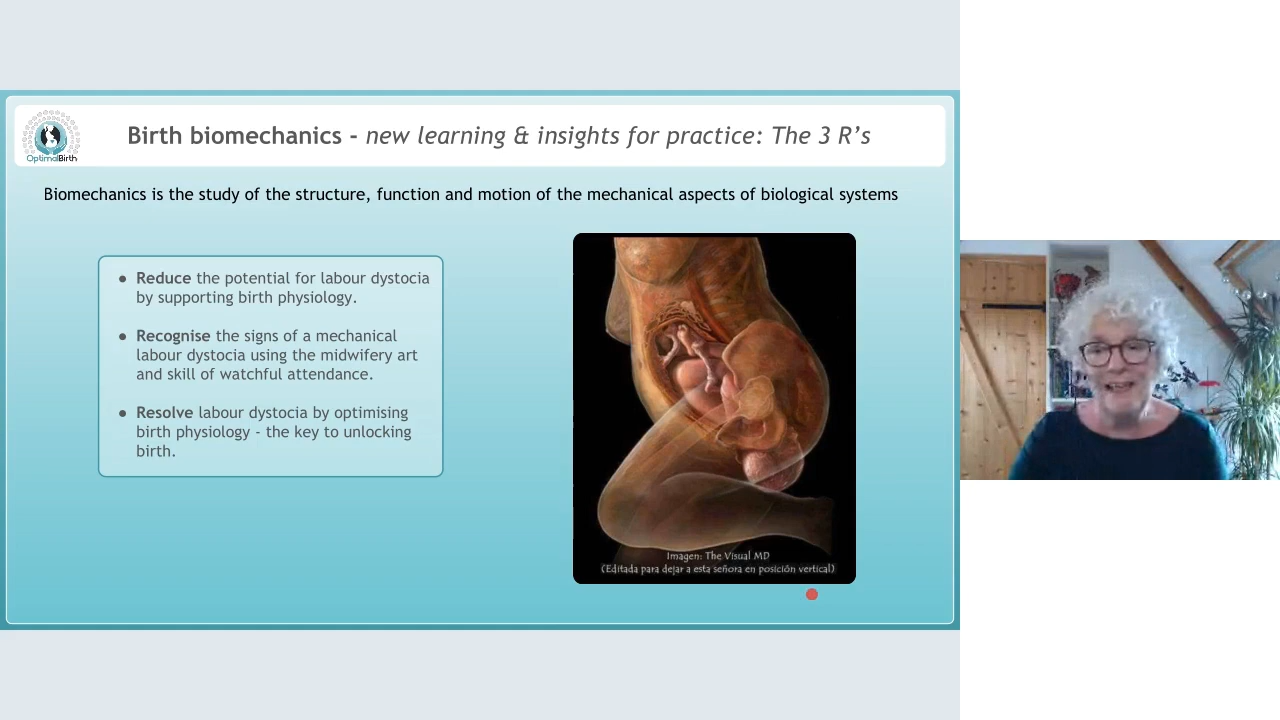 Birth biomechanics - new learning & insights for practice: The 3 R's
OptimalBirth
Biomechanics is the study of the structure, function and motion of the mechanical aspects of biological systems
● Reduce the potential for labour dystocia
by supporting birth physiology.
● Recognise the signs of a mechanical
labour dystocia using the midwifery art
and skill of watchful attendance.
● Resolve labour dystocia by optimising
birth physiology - the key to unlocking
birth.
Imagen: The Visual MD
(Editada para dejar a esta señora en posición vertical)